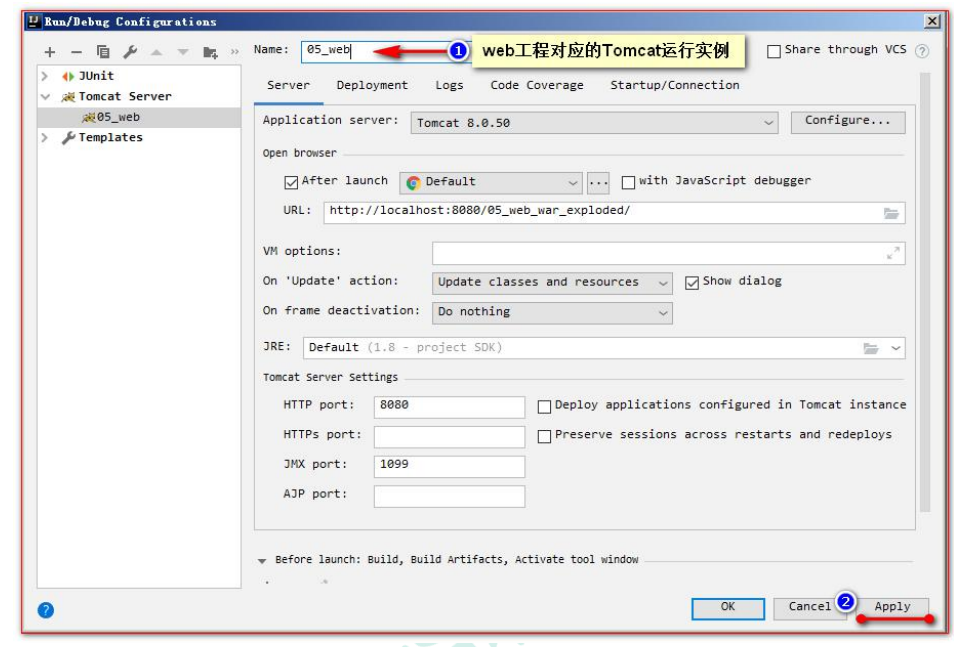 Run/Debug Configurations
Name: 05_web
1 web工程对应的Tomcat运行实例
Share through VCS
JUnit
Tomcat Server
05_web
Templates
Server Deployment Logs Code Coverage Startup/Connection
Application server: Tomcat 8.0.50 Configure...
Open browser
After launch Default ... with JavaScript debugger
URL: http://localhost:8080/05_web_war_exploded/
VM options:
On 'Update' action: Update classes and resources Show dialog
On frame deactivation: Do nothing
JRE: Default (1.8 - project SDK)
Tomcat Server Settings
HTTP port: 8080 Deploy applications configured in Tomcat instance
HTTPs port: Preserve sessions across restarts and redeploys
JMX port: 1099
AJP port:
Before launch: Build, Build Artifacts, Activate tool window
OK Cancel 2 Apply